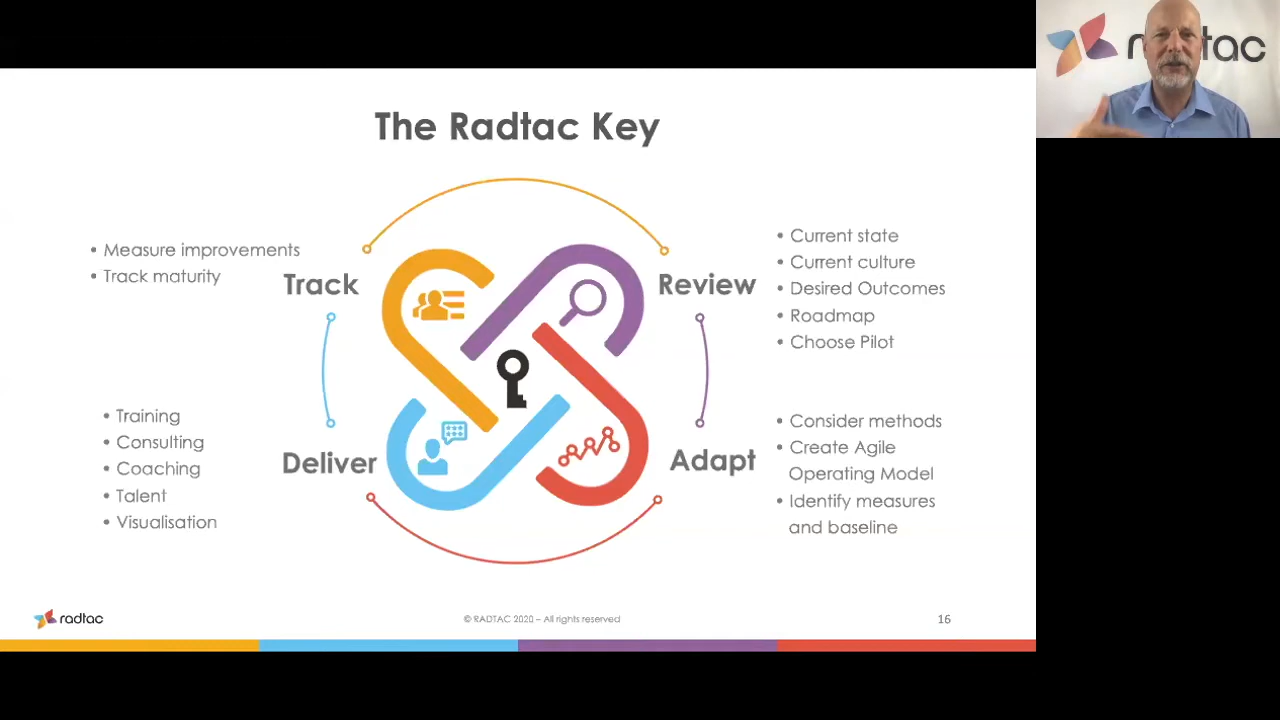 The Radtac Key
• Measure improvements
• Track maturity
Track
Review
• Current state
• Current culture
• Desired Outcomes
• Roadmap
• Choose Pilot
• Training
• Consulting
• Coaching
• Talent
• Visualisation
Deliver
Adapt
• Consider methods
• Create Agile
Operating Model
• Identify measures
and baseline
radtac
© RADTAC 2020 – All rights reserved
16